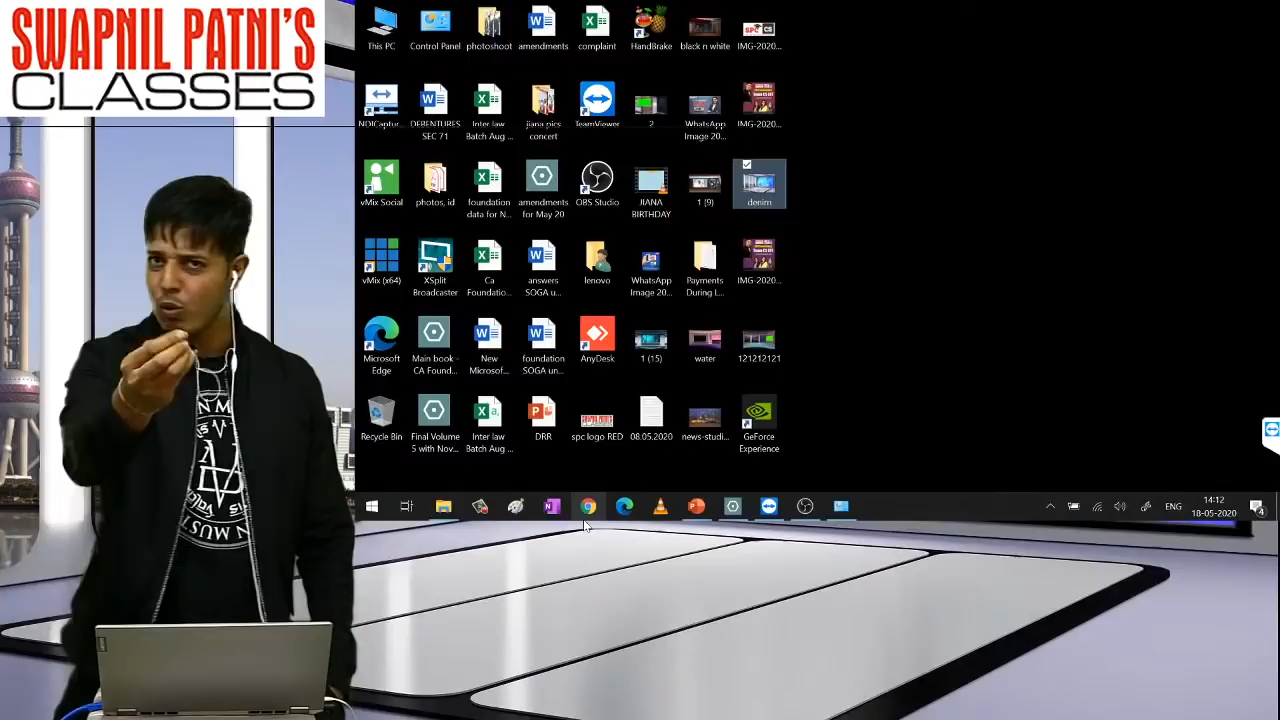 SWAPNIL PATNI'S
CLASSES
This PC
Control Panel
photoshoot
amendments
complaint
HandBrake
black n white
IMG-2020...
NDICaptur...
DEBENTURES
SEC 71
Inter law
Batch Aug ...
jiana pics
concert
TeamViewer
2
WhatsApp
Image 20...
IMG-2020...
vMix Social
photos, id
foundation
data for N...
amendments
for May 20
OBS Studio
JIANA
BIRTHDAY
1 (9)
denim
vMix (x64)
XSplit
Broadcaster
Ca
Foundatio...
answers
SOGA u...
lenovo
WhatsApp
Image 20...
Payments
During L...
IMG-2020...
Microsoft
Edge
Main book -
CA Found...
New
Microsof...
foundation
SOGA un...
AnyDesk
1 (15)
water
121212121
Recycle Bin
Final Volume
5 with Nov...
Inter law
Batch Aug ...
DRR
spc logo RED
08.05.2020
news-studi...
GeForce
Experience
ENG
14:12
18-05-2020